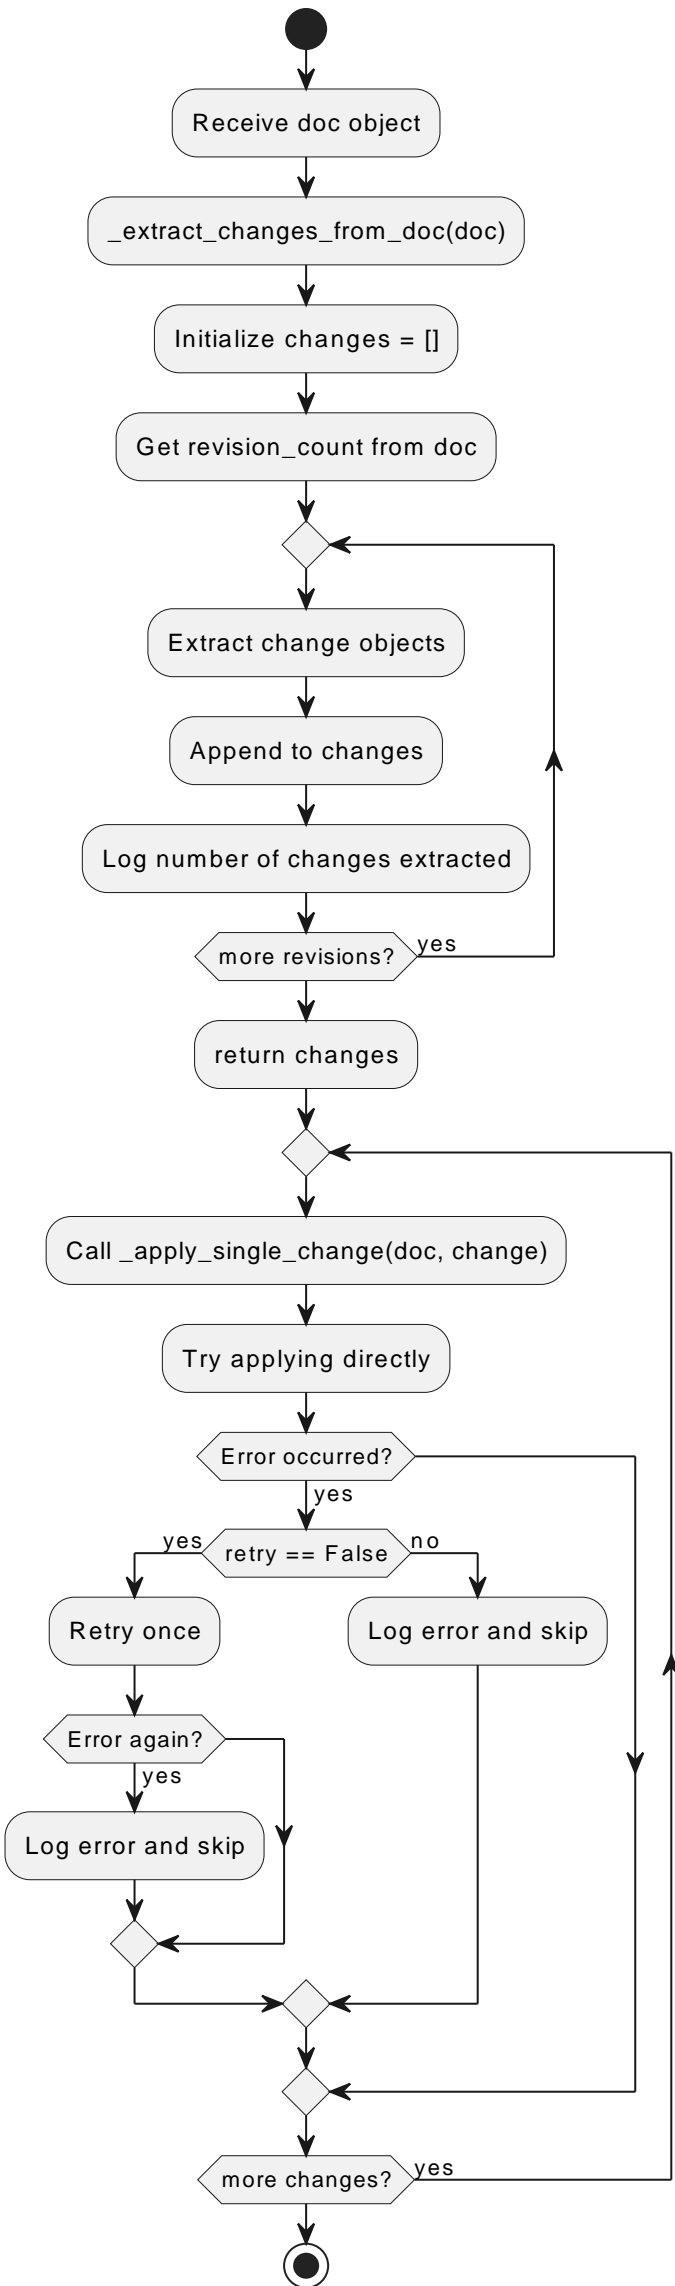 Receive doc object
_extract_changes_from_doc(doc)
Initialize changes = []
Get revision_count from doc
Extract change objects
Append to changes
Log number of changes extracted
more revisions?
yes
return changes
Call _apply_single_change(doc, change)
Try applying directly
Error occurred?
yes
yes
retry == False
no
Retry once
Log error and skip
Error again?
yes
Log error and skip
more changes?
yes